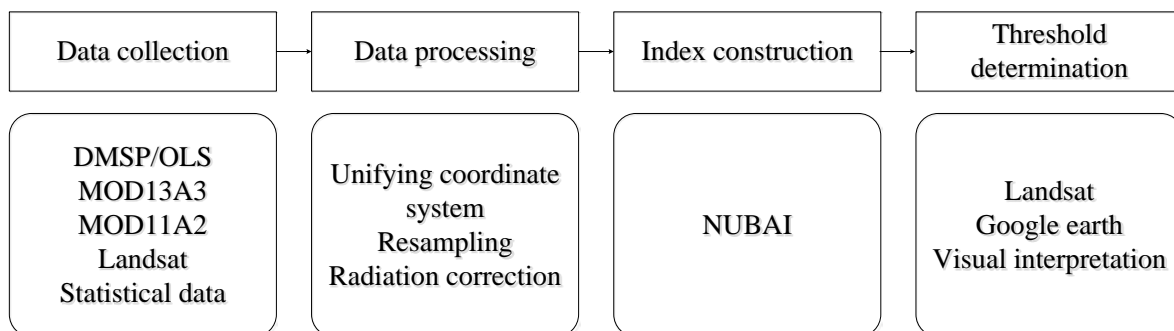 Data collection
Data processing
Index construction
Threshold
determination
DMSP/OLS
MOD13A3
MOD11A2
Landsat
Statistical data
Unifying coordinate
system
Resampling
Radiation correction
NUBAI
Landsat
Google earth
Visual interpretation